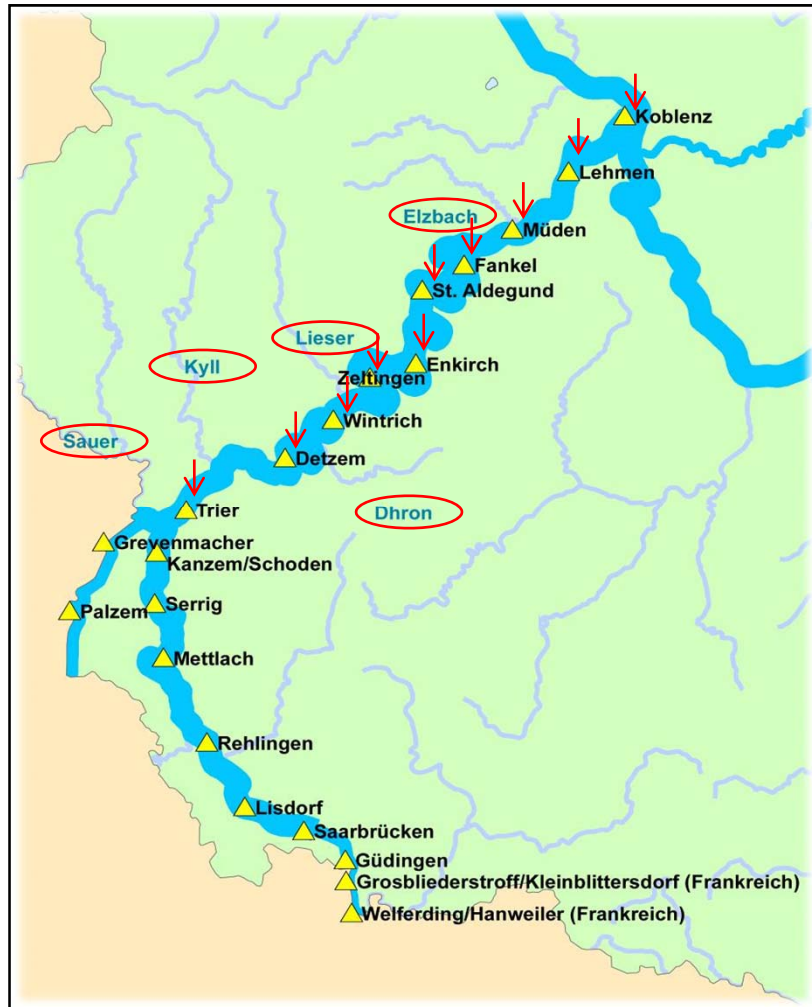 Koblenz
Lehmen
Elzbach
Müden
Fankel
St. Aldegund
Lieser
Enkirch
Kyll
Zeltingen
Wintrich
Sauer
Detzem
Trier
Dhron
Grevenmacher
Kanzem/Schoden
Serrig
Palzem
Mettlach
Rehlingen
Lisdorf
Saarbrücken
Güdingen
Grosbliederstroff/Kleinblittersdorf (Frankreich)
Welferding/Hanweiler (Frankreich)